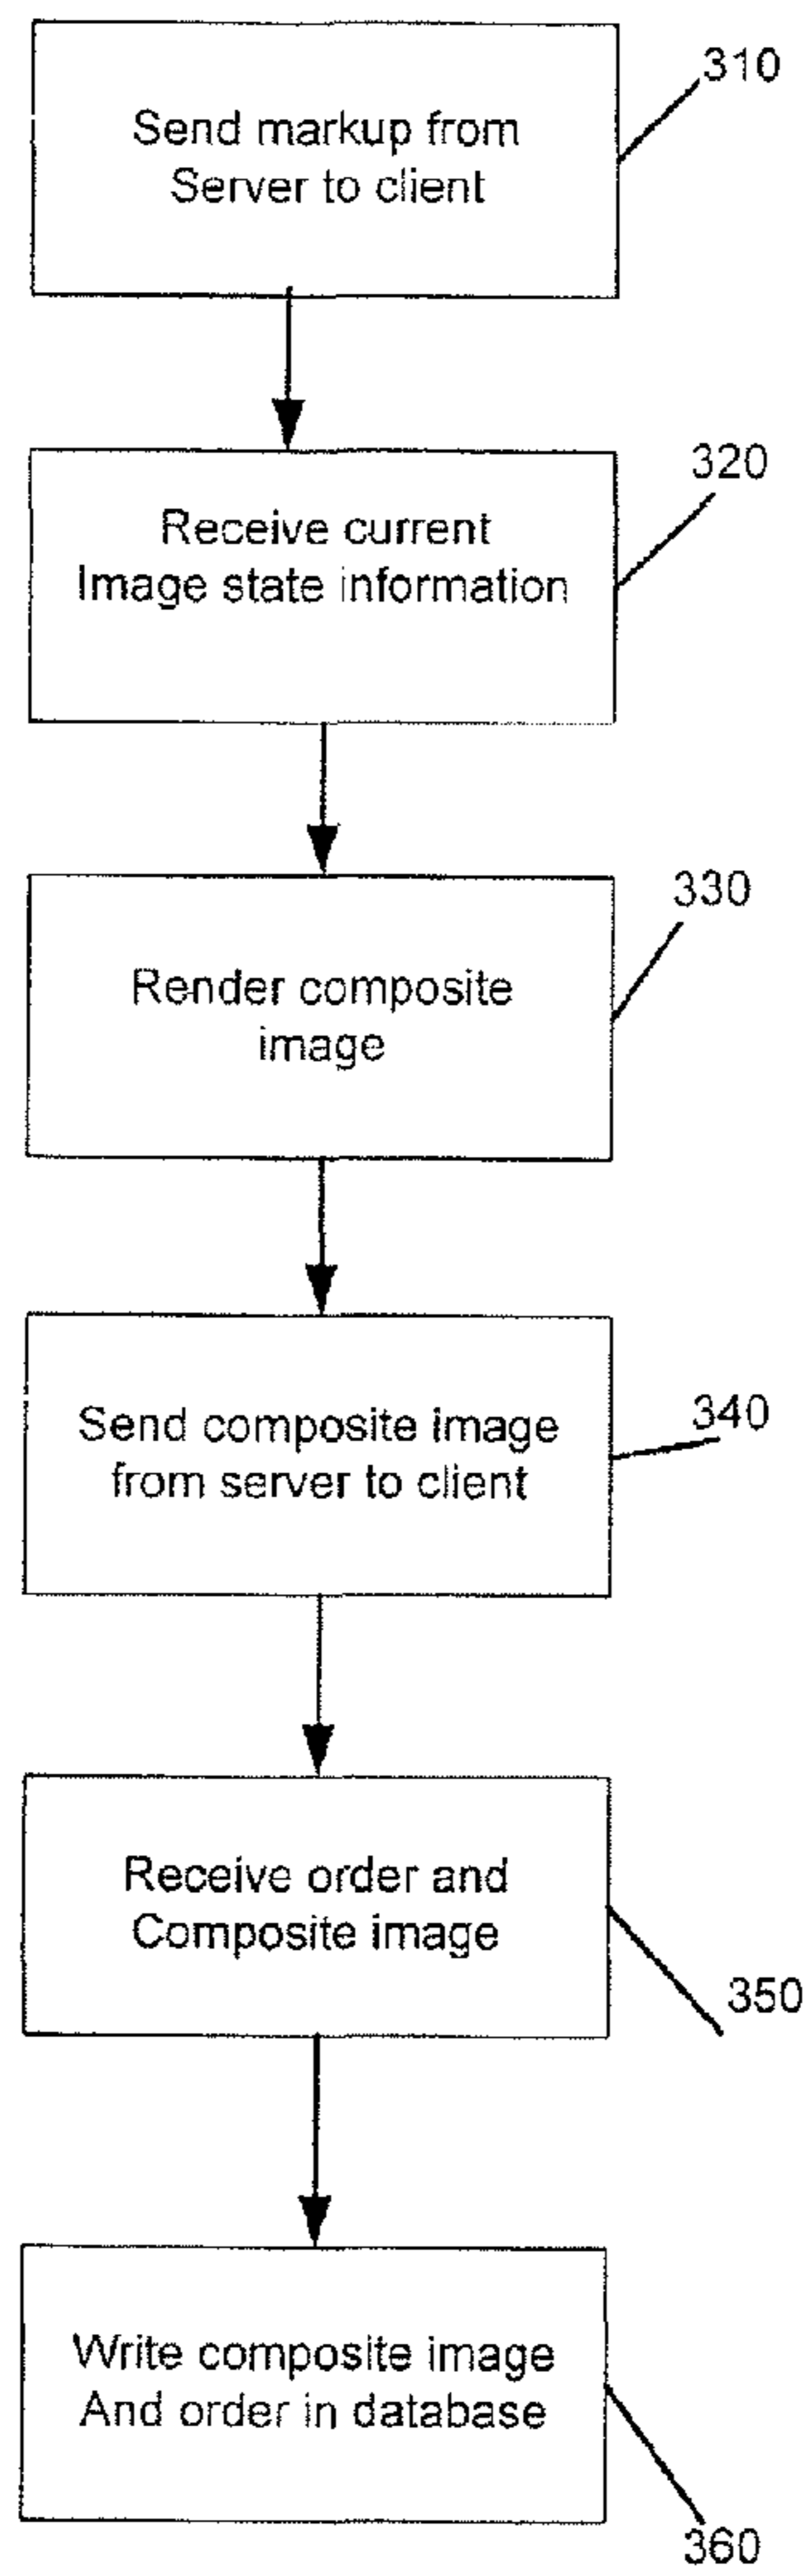 310
Send markup from
Server to client
320
Receive current
Image state information
330
Render composite
image
340
Send composite image
from server to client
Receive order and
Composite image
350
Write composite image
And order in database
360